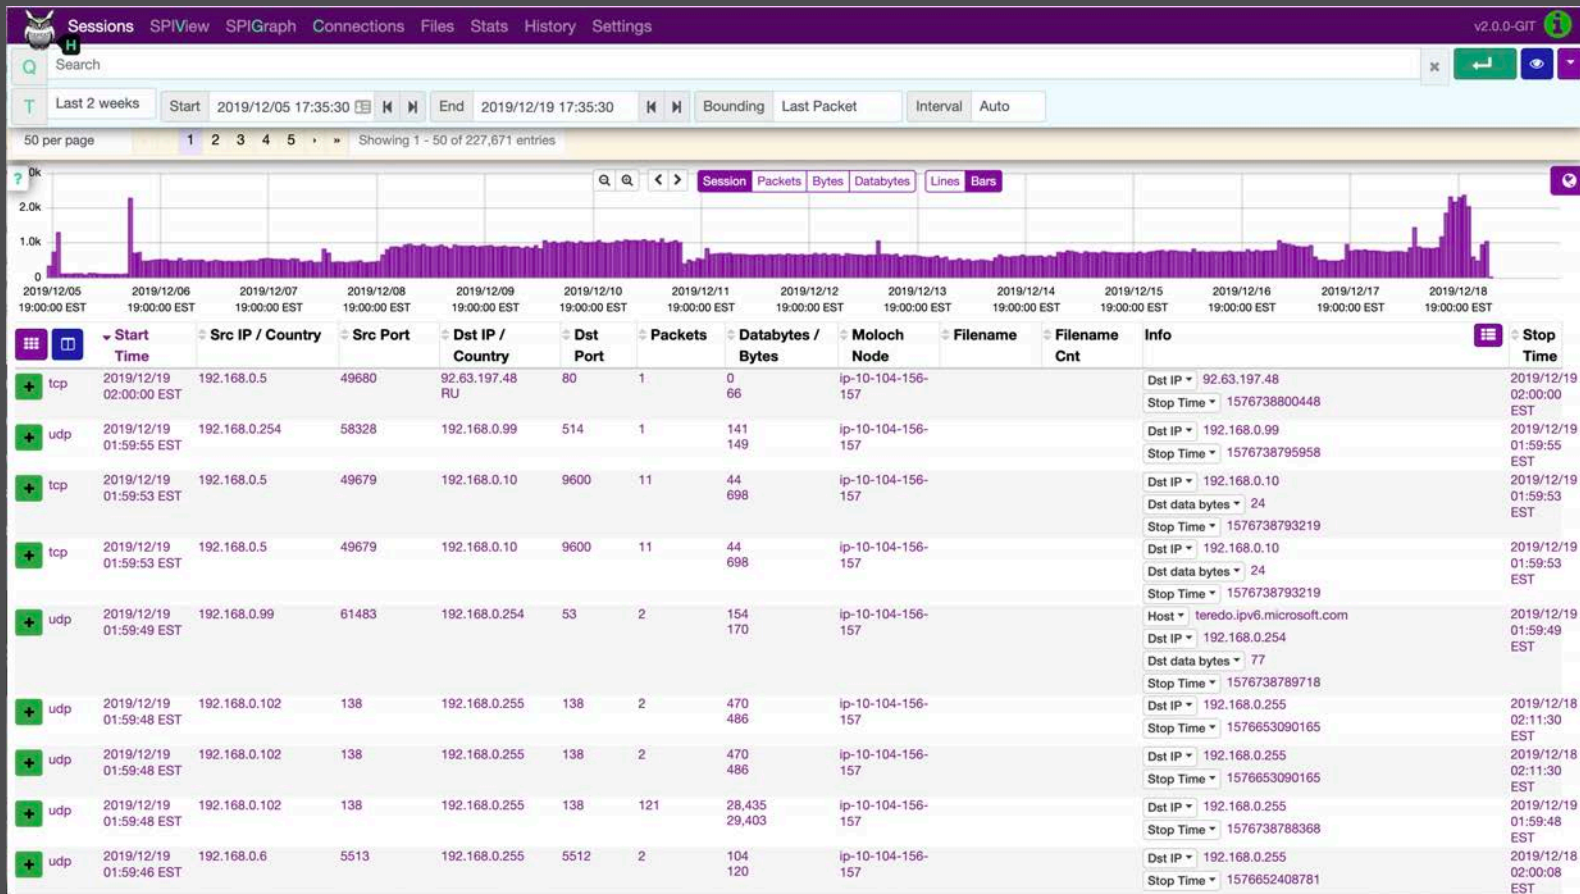 Sessions SPIView SPIGraph Connections Files Stats History Settings v2.0.0-GIT
H
Q Search
T Last 2 weeks Start 2019/12/05 17:35:30 End 2019/12/19 17:35:30 Bounding Last Packet Interval Auto
50 per page 1 2 3 4 5 › » Showing 1 - 50 of 227,671 entries
? 0k Session Packets Bytes Databytes Lines Bars
2.0k
1.0k
0
2019/12/05 2019/12/06 2019/12/07 2019/12/08 2019/12/09 2019/12/10 2019/12/11 2019/12/12 2019/12/13 2019/12/14 2019/12/15 2019/12/16 2019/12/17 2019/12/18
19:00:00 EST 19:00:00 EST 19:00:00 EST 19:00:00 EST 19:00:00 EST 19:00:00 EST 19:00:00 EST 19:00:00 EST 19:00:00 EST 19:00:00 EST 19:00:00 EST 19:00:00 EST 19:00:00 EST 19:00:00 EST
Start Src IP / Country Src Port Dst IP / Dst Packets Databytes / Moloch Filename Filename Info Stop
Time Country Port Bytes Node Cnt Time
tcp 2019/12/19 192.168.0.5 49680 92.63.197.48 80 1 0 ip-10-104-156- Dst IP 92.63.197.48 2019/12/19
02:00:00 EST RU 66 157 Stop Time 1576738800448 02:00:00
EST
udp 2019/12/19 192.168.0.254 58328 192.168.0.99 514 1 141 ip-10-104-156- Dst IP 192.168.0.99 2019/12/19
01:59:55 EST 149 157 Stop Time 1576738795958 01:59:55
EST
tcp 2019/12/19 192.168.0.5 49679 192.168.0.10 9600 11 44 ip-10-104-156- Dst IP 192.168.0.10 2019/12/19
01:59:53 EST 698 157 Dst data bytes 24 01:59:53
Stop Time 1576738793219 EST
tcp 2019/12/19 192.168.0.5 49679 192.168.0.10 9600 11 44 ip-10-104-156- Dst IP 192.168.0.10 2019/12/19
01:59:53 EST 698 157 Dst data bytes 24 01:59:53
Stop Time 1576738793219 EST
udp 2019/12/19 192.168.0.99 61483 192.168.0.254 53 2 154 ip-10-104-156- Host teredo.ipv6.microsoft.com 2019/12/19
01:59:49 EST 170 157 Dst IP 192.168.0.254 01:59:49
Dst data bytes 77 EST
Stop Time 1576738789718
udp 2019/12/19 192.168.0.102 138 192.168.0.255 138 2 470 ip-10-104-156- Dst IP 192.168.0.255 2019/12/18
01:59:48 EST 486 157 Stop Time 1576653090165 02:11:30
EST
udp 2019/12/19 192.168.0.102 138 192.168.0.255 138 2 470 ip-10-104-156- Dst IP 192.168.0.255 2019/12/18
01:59:48 EST 486 157 Stop Time 1576653090165 02:11:30
EST
udp 2019/12/19 192.168.0.102 138 192.168.0.255 138 121 28,435 ip-10-104-156- Dst IP 192.168.0.255 2019/12/19
01:59:48 EST 29,403 157 Stop Time 1576738788368 01:59:48
EST
udp 2019/12/19 192.168.0.6 5513 192.168.0.255 5512 2 104 ip-10-104-156- Dst IP 192.168.0.255 2019/12/18
01:59:46 EST 120 157 Stop Time 1576652408781 02:00:08
EST